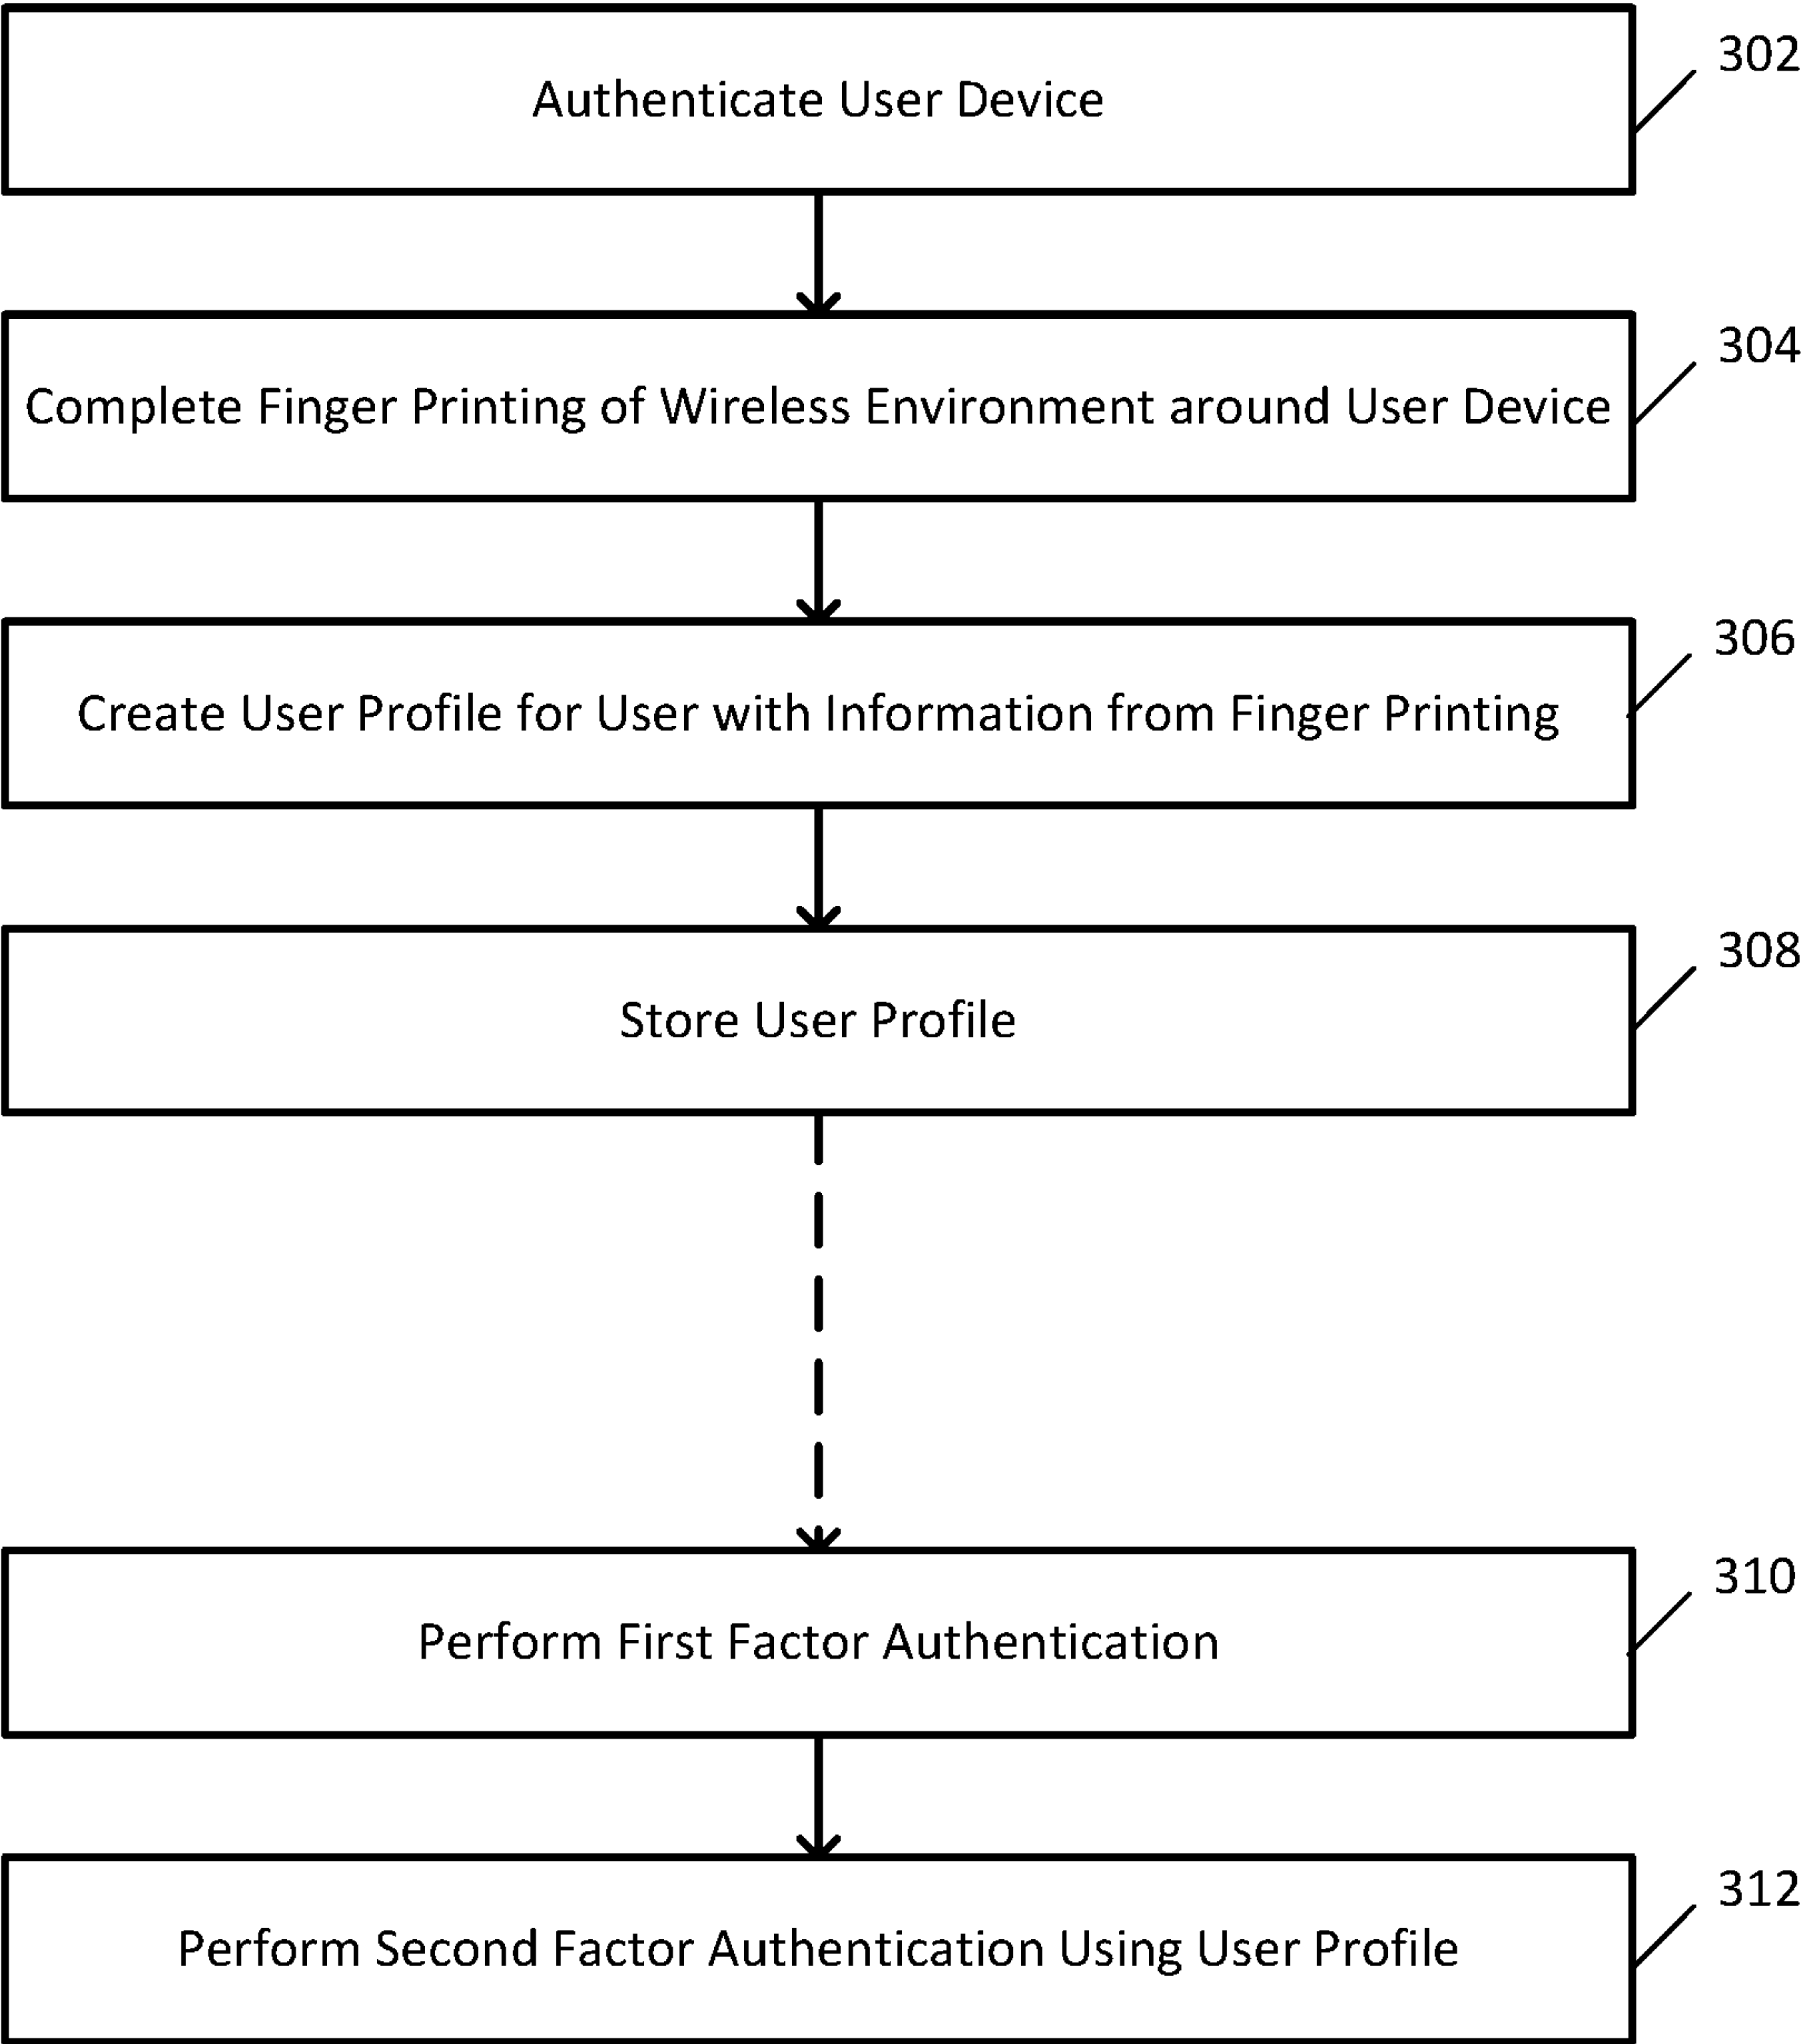 Authenticate User Device
302
Complete Finger Printing of Wireless Environment around User Device
304
Create User Profile for User with Information from Finger Printing
306
Store User Profile
308
Perform First Factor Authentication
310
Perform Second Factor Authentication Using User Profile
312